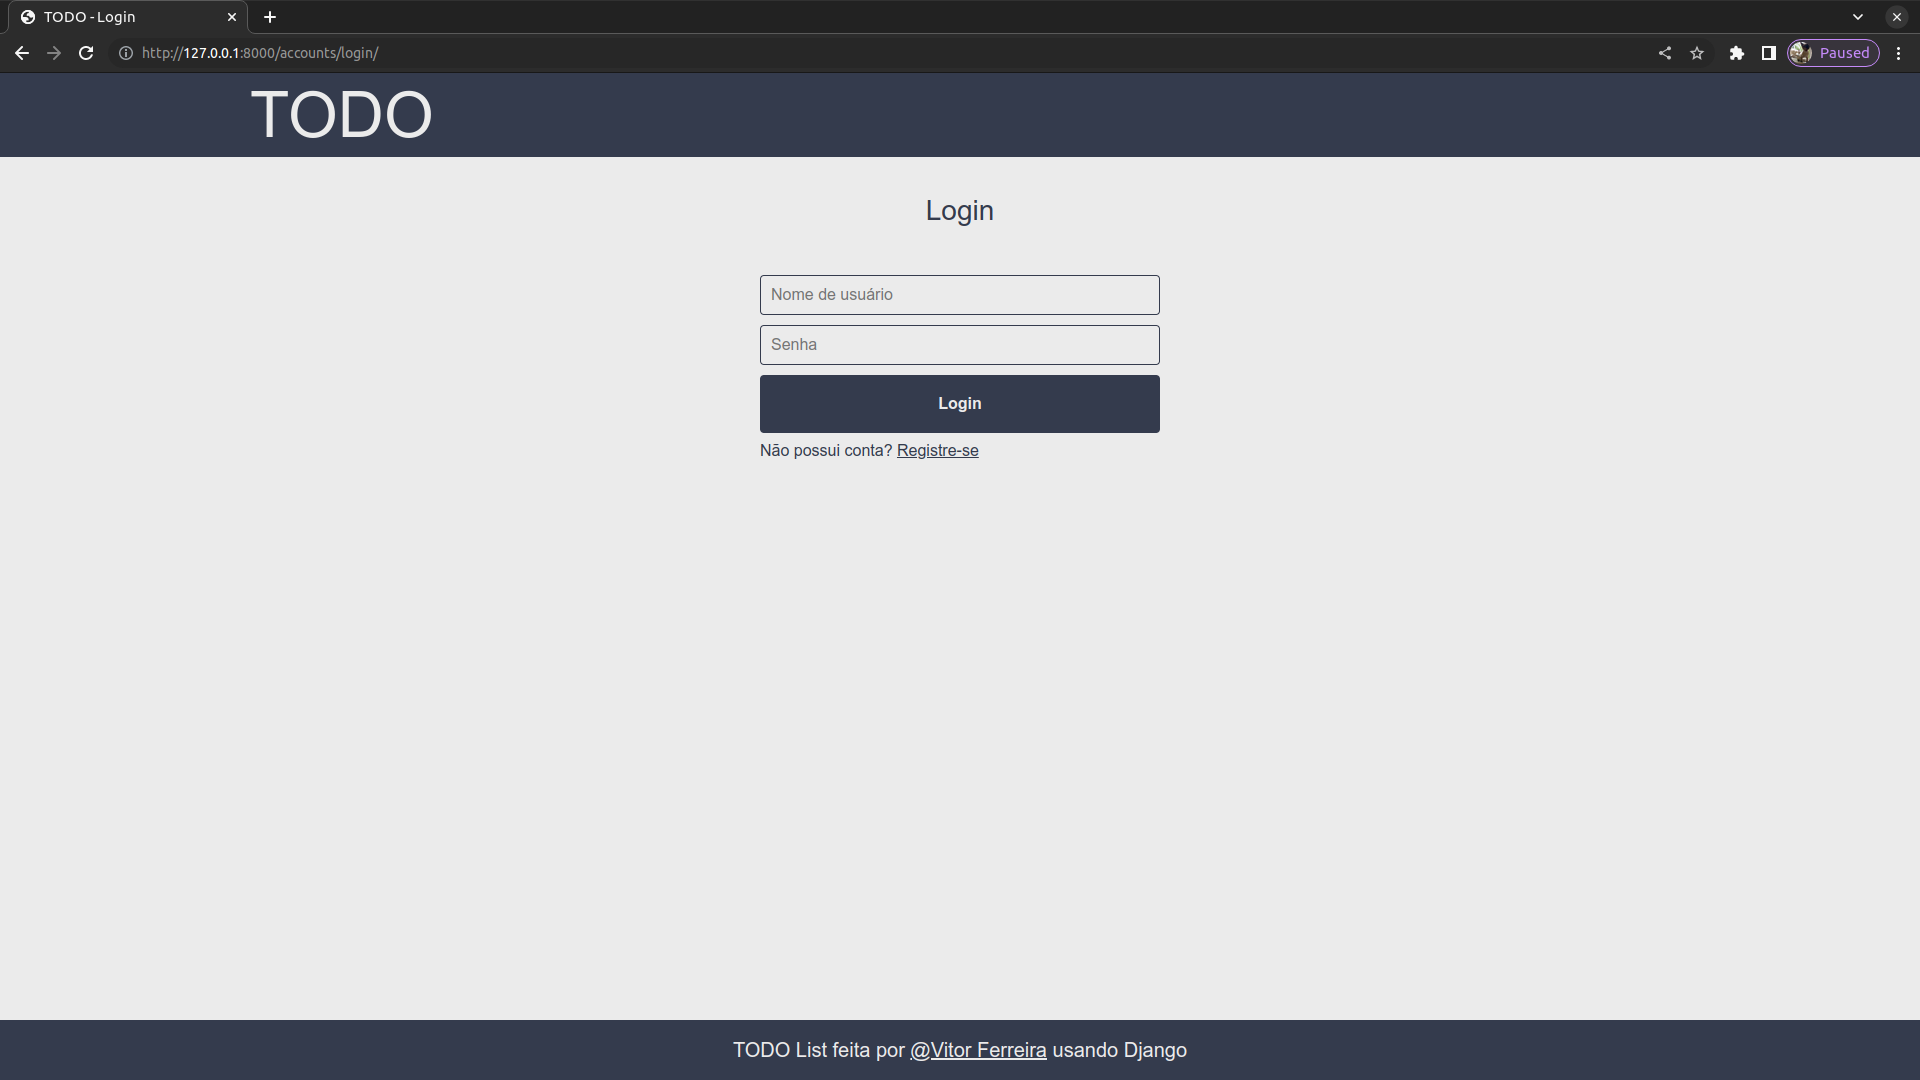 TODO - Login
http://127.0.0.1:8000/accounts/login/
Paused
TODO
Login
Nome de usuário
Senha
Login
Não possui conta? Registre-se
TODO List feita por @Vitor Ferreira usando Django